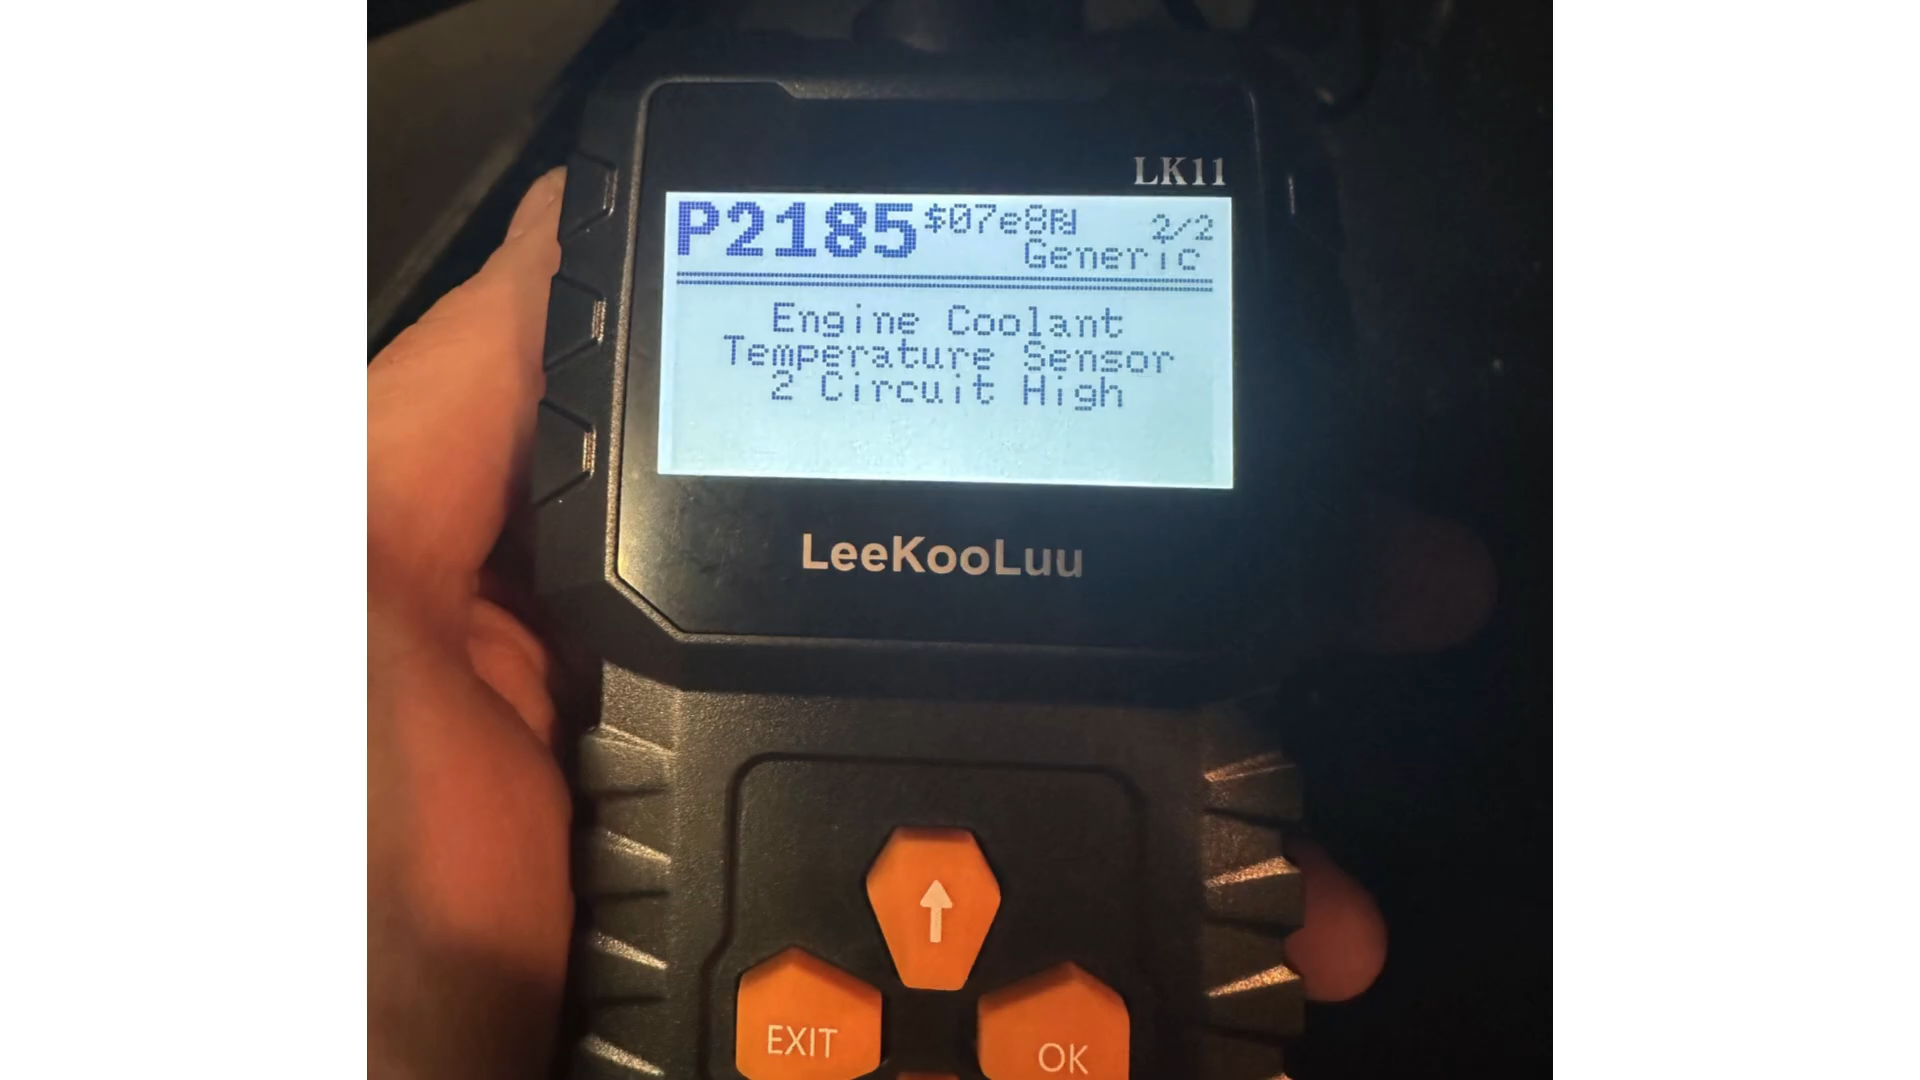 LK11
P2185 $07e8 2/2
Generic
Engine Coolant
Temperature Sensor
2 Circuit High
LeeKooLuu
EXIT
OK